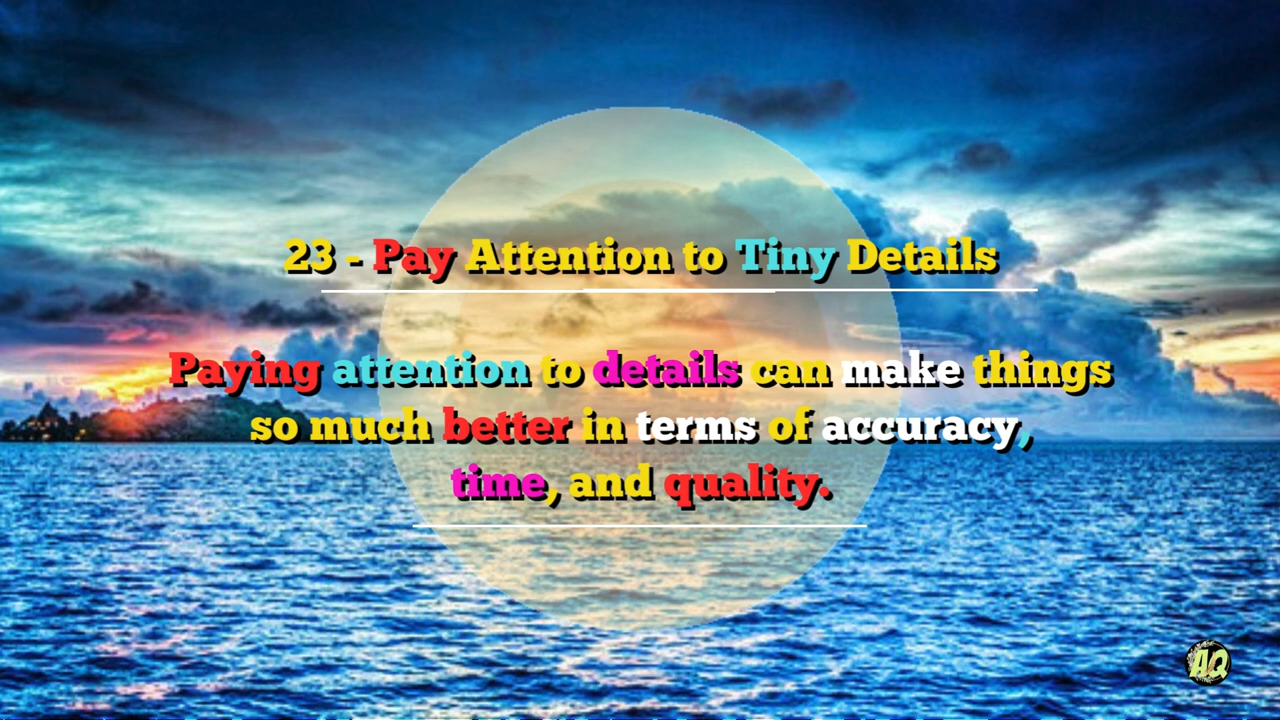 23 - Pay Attention to Tiny Details
Paying attention to details can make things
so much better in terms of accuracy,
time, and quality.
AQ